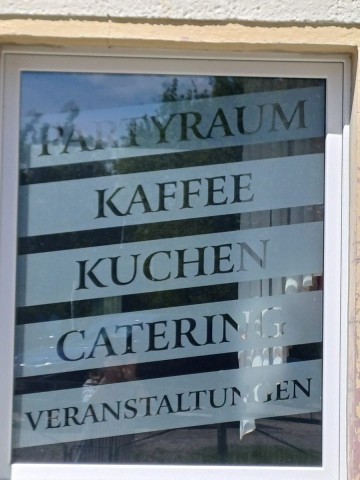 PARTYRAUM
KAFFEE
KUCHEN
CATERING
VERANSTALTUNGEN